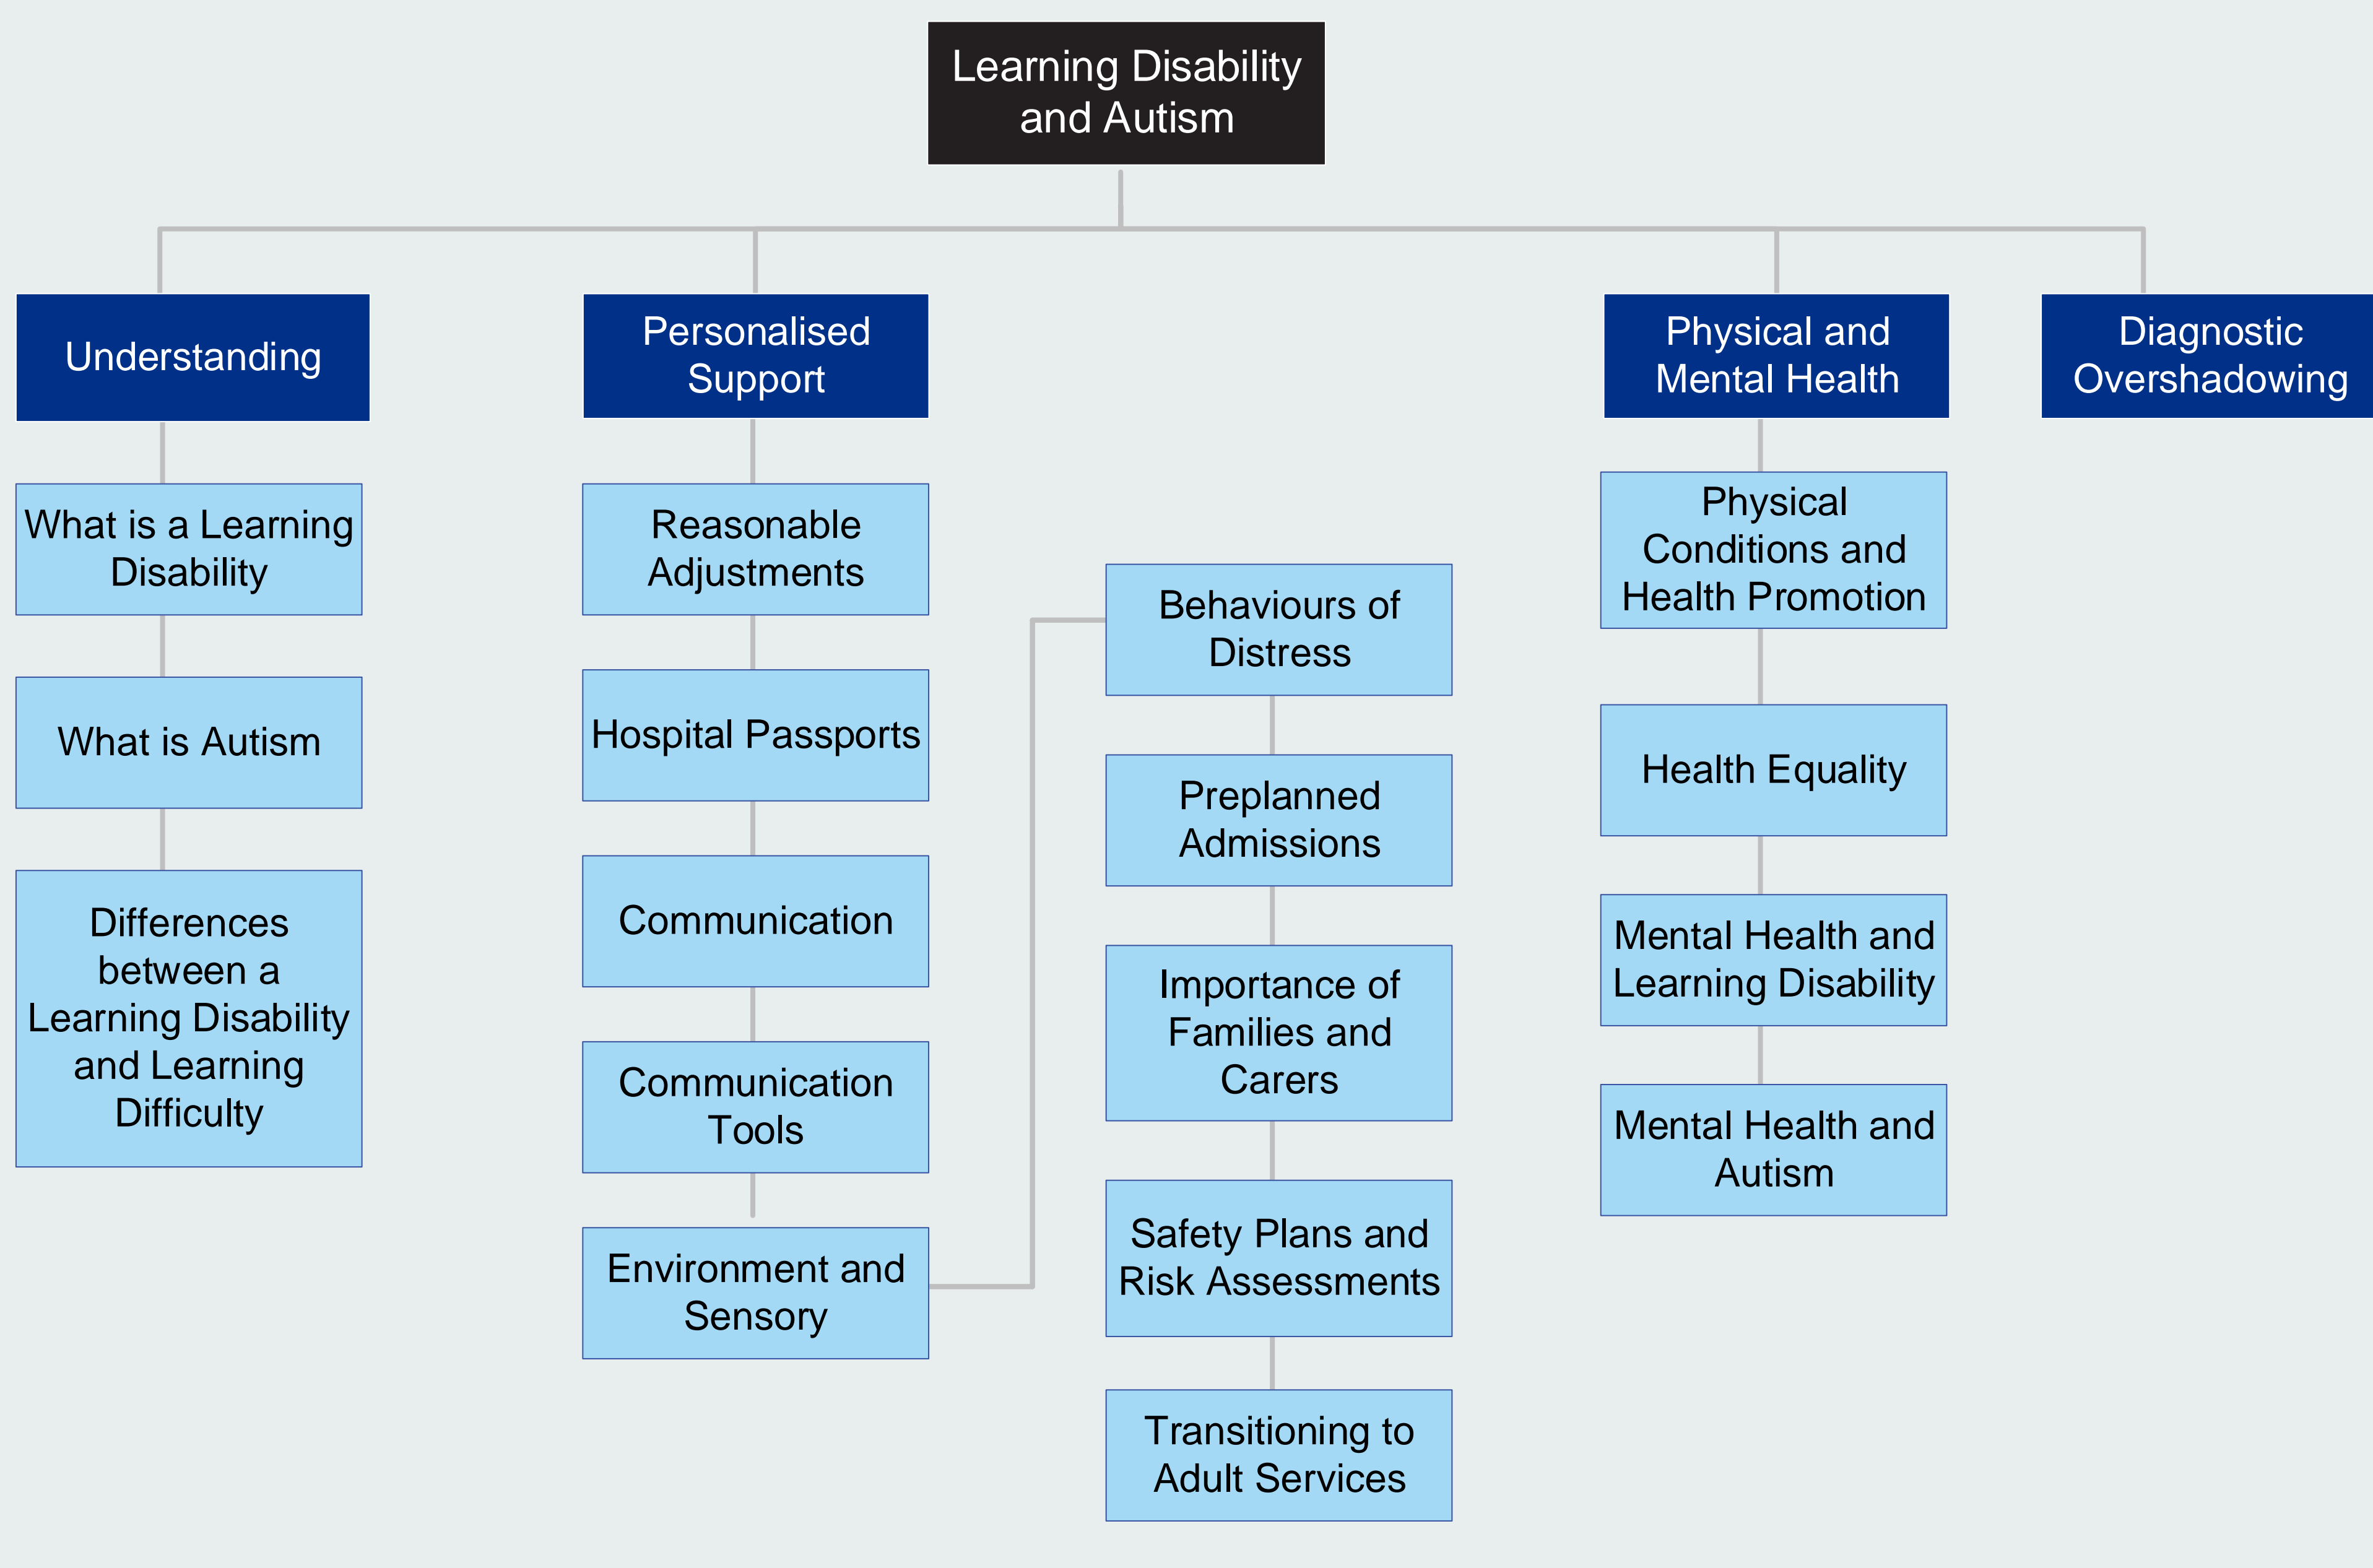 Learning Disability
and Autism
Understanding
Personalised
Support
Physical and
Mental Health
Diagnostic
Overshadowing
What is a Learning
Disability
What is Autism
Differences
between a
Learning Disability
and Learning
Difficulty
Reasonable
Adjustments
Hospital Passports
Communication
Communication
Tools
Environment and
Sensory
Behaviours of
Distress
Preplanned
Admissions
Importance of
Families and
Carers
Safety Plans and
Risk Assessments
Transitioning to
Adult Services
Physical
Conditions and
Health Promotion
Health Equality
Mental Health and
Learning Disability
Mental Health and
Autism